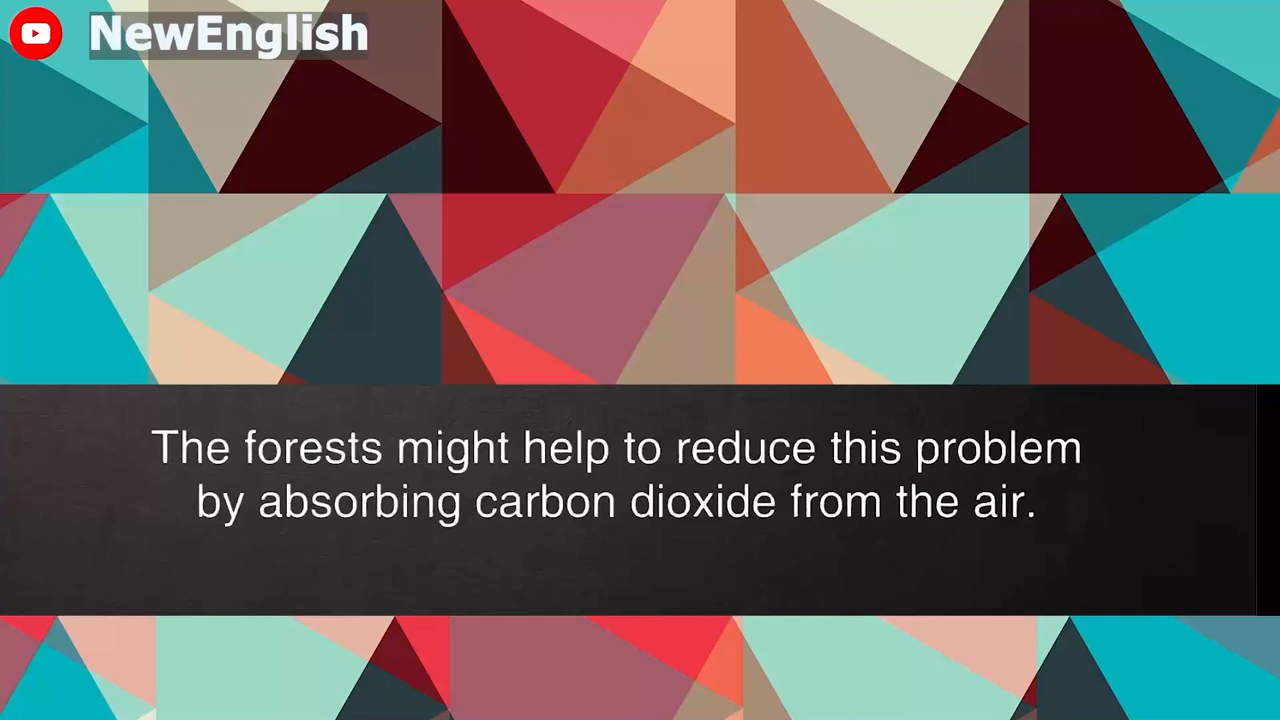 NewEnglish
The forests might help to reduce this problem
by absorbing carbon dioxide from the air.